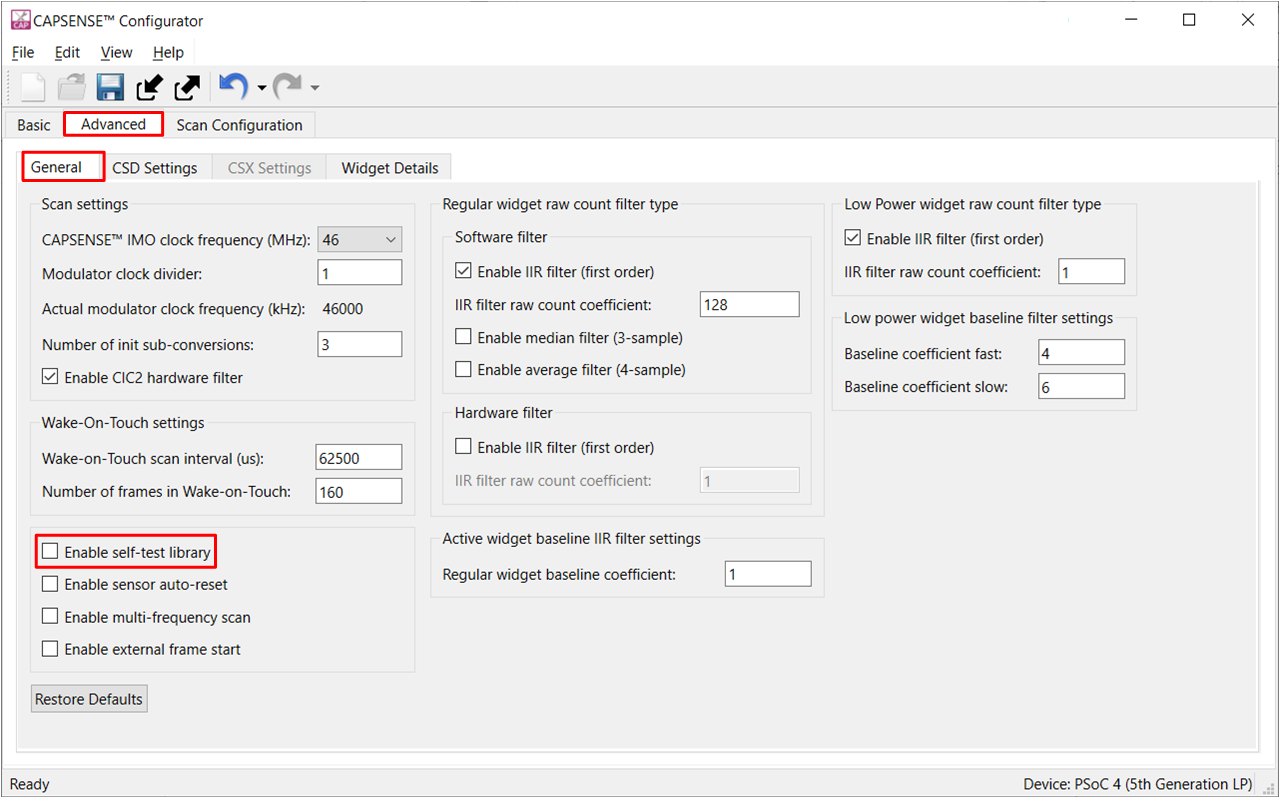 CAPSENSE™ Configurator
File Edit View Help
Basic Advanced Scan Configuration
General CSD Settings CSX Settings Widget Details
Scan settings
CAPSENSE™ IMO clock frequency (MHz): 46
Modulator clock divider: 1
Actual modulator clock frequency (kHz): 46000
Number of init sub-conversions: 3
Enable CIC2 hardware filter
Wake-On-Touch settings
Wake-on-Touch scan interval (us): 62500
Number of frames in Wake-on-Touch: 160
Enable self-test library
Enable sensor auto-reset
Enable multi-frequency scan
Enable external frame start
Restore Defaults
Regular widget raw count filter type
Software filter
Enable IIR filter (first order)
IIR filter raw count coefficient: 128
Enable median filter (3-sample)
Enable average filter (4-sample)
Hardware filter
Enable IIR filter (first order)
IIR filter raw count coefficient: 1
Active widget baseline IIR filter settings
Regular widget baseline coefficient: 1
Low Power widget raw count filter type
Enable IIR filter (first order)
IIR filter raw count coefficient: 1
Low power widget baseline filter settings
Baseline coefficient fast: 4
Baseline coefficient slow: 6
Ready
Device: PSoC 4 (5th Generation LP)